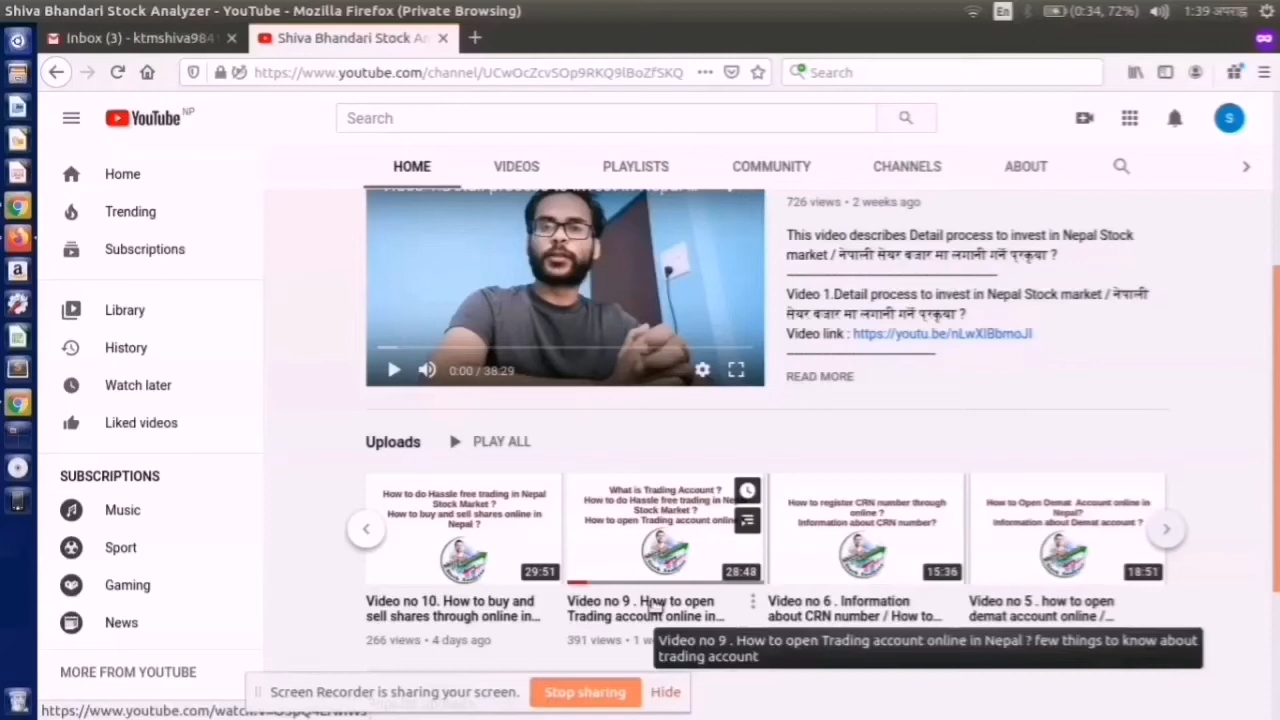 Shiva Bhandari Stock Analyzer - YouTube - Mozilla Firefox (Private Browsing)
En
(0:34, 72%)
1:39 अपराह्न
Inbox (3) - ktmshiva984
Shiva Bhandari Stock An
https://www.youtube.com/channel/UCwOcZcvSOp9RKQ9lBoZfSKQ
Search
YouTube NP
Search
S
HOME
VIDEOS
PLAYLISTS
COMMUNITY
CHANNELS
ABOUT
Home
Trending
Subscriptions
Library
History
Watch later
Liked videos
SUBSCRIPTIONS
Music
Sport
Gaming
News
MORE FROM YOUTUBE
0:00 / 38:29
726 views • 2 weeks ago
This video describes Detail process to invest in Nepal Stock
market / नेपाली सेयर बजार मा लगानी गर्ने प्रकृया ?
Video 1.Detail process to invest in Nepal Stock market / नेपाली
सेयर बजार मा लगानी गर्ने प्रकृया ?
Video link : https://youtu.be/nLwXIBbmoJI
READ MORE
Uploads
PLAY ALL
How to do Hassle free trading in Nepal
Stock Market ?
How to buy and sell shares online in
Nepal ?
29:51
Video no 10. How to buy and
sell shares through online in...
266 views • 4 days ago
What is Trading Account ?
How to do Hassle free trading in Nepal
Stock Market ?
How to open Trading account online
28:48
Video no 9 . How to open
Trading account online in...
391 views • 1 w
How to register CRN number through
online ?
Information about CRN number?
15:36
Video no 6 . Information
about CRN number / How to...
How to Open Demat Account online in
Nepal?
Information about Demat account ?
18:51
Video no 5 . how to open
demat account online /...
Video no 9 . How to open Trading account online in Nepal ? few things to know about
trading account
Screen Recorder is sharing your screen.
Stop sharing
Hide